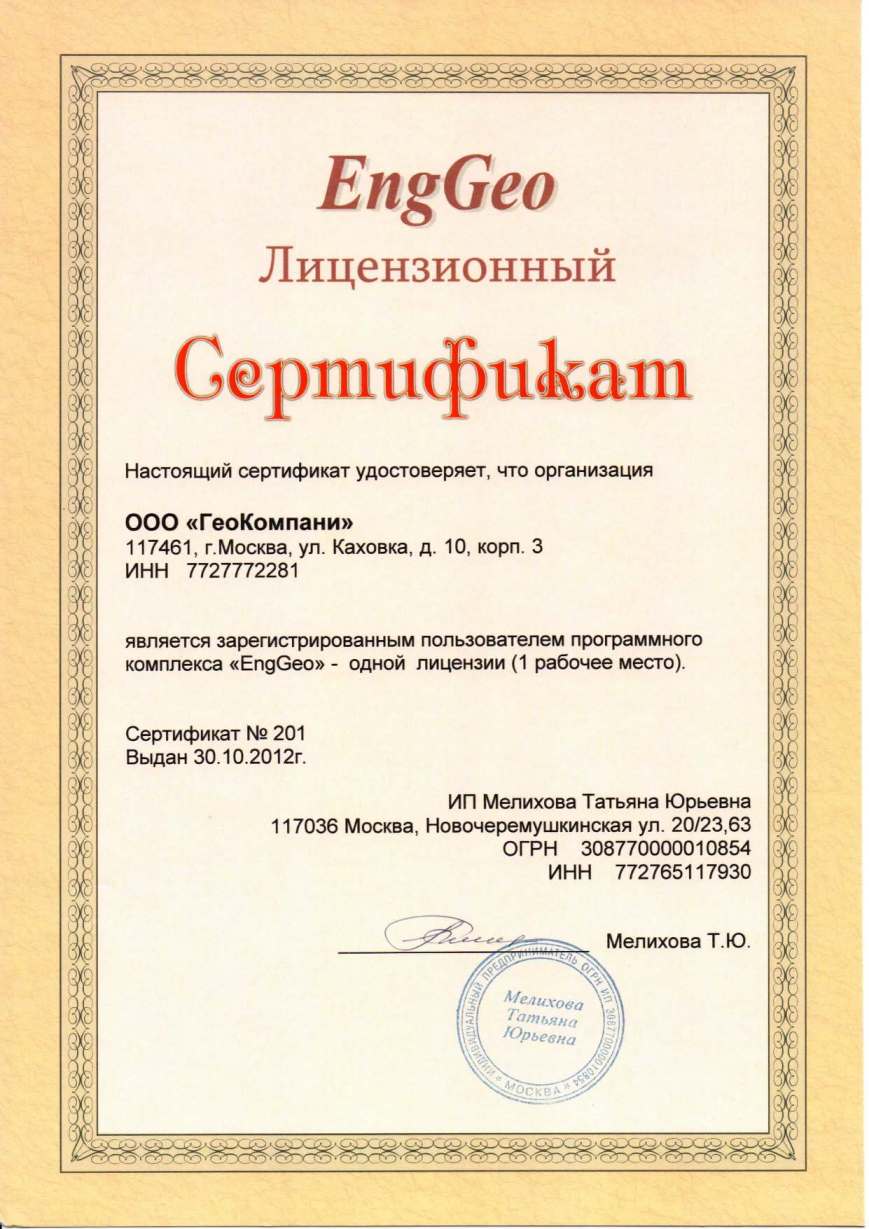 EngGeo
Лицензионный
Сертификат
Настоящий сертификат удостоверяет, что организация
ООО «ГеоКомпани»
117461, г.Москва, ул. Каховка, д. 10, корп. 3
ИНН 7727772281
является зарегистрированным пользователем программного
комплекса «EngGeo» - одной лицензии (1 рабочее место).
Сертификат № 201
Выдан 30.10.2012г.
ИП Мелихова Татьяна Юрьевна
117036 Москва, Новочеремушкинская ул. 20/23,63
ОГРН 308770000010854
ИНН 772765117930
Мелихова Т.Ю.
ИНДИВИДУАЛЬНЫЙ ПРЕДПРИНИМАТЕЛЬ ОГРН ИП 308770000010854
Мелихова
Татьяна
Юрьевна
* МОСКВА *